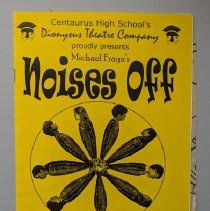 Centaurus High School's
Dionysus Theatre Company
proudly presents
Michael Frayn's
Noises Off